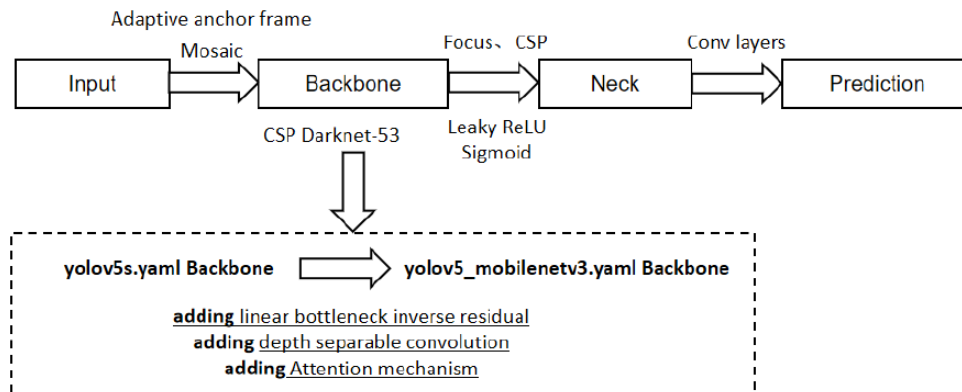 Adaptive anchor frame
Mosaic
Focus、CSP
Conv layers
Input
Backbone
Neck
Prediction
CSP Darknet-53
Leaky ReLU
Sigmoid
yolov5s.yaml Backbone
yolov5_mobilenetv3.yaml Backbone
adding linear bottleneck inverse residual
adding depth separable convolution
adding Attention mechanism